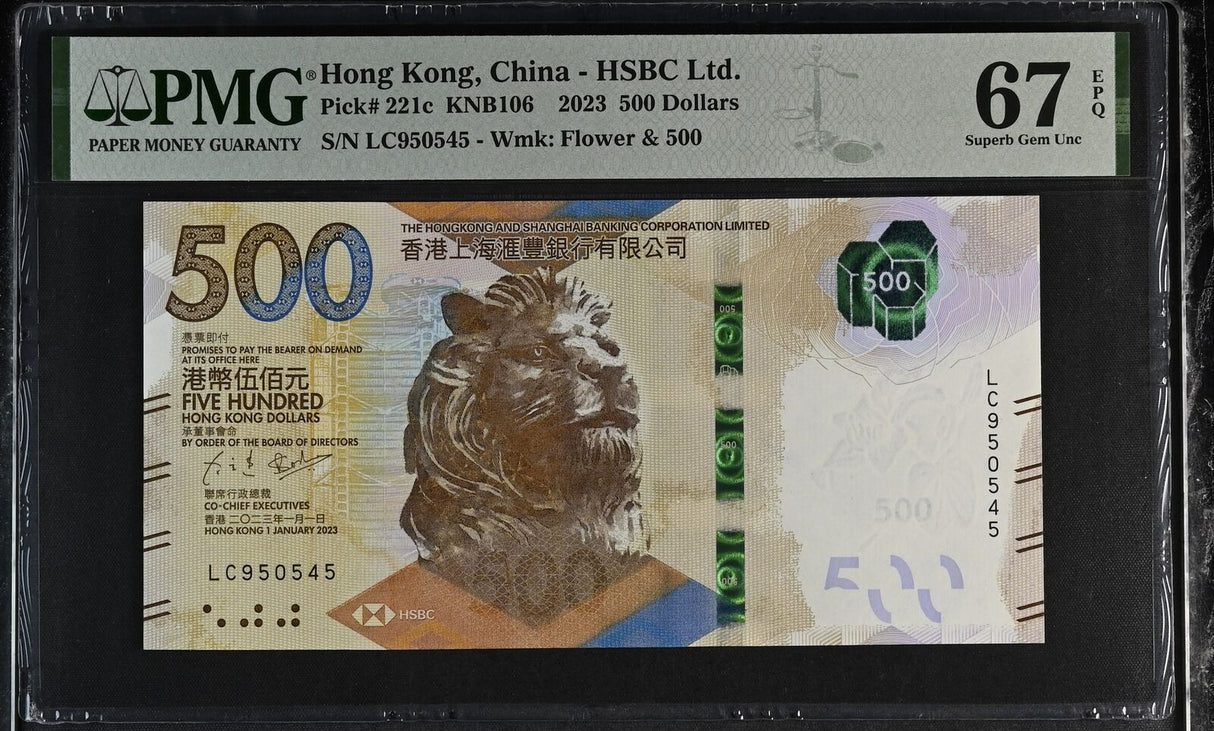 PMG®
PAPER MONEY GUARANTY
Hong Kong, China - HSBC Ltd.
Pick# 221c KNB106 2023 500 Dollars
S/N LC950545 - Wmk: Flower & 500
67
EPQ
Superb Gem Unc
500
THE HONGKONG AND SHANGHAI BANKING CORPORATION LIMITED
香港上海滙豐銀行有限公司
500
憑票即付
PROMISES TO PAY THE BEARER ON DEMAND
AT ITS OFFICE HERE
港幣伍佰元
FIVE HUNDRED
HONG KONG DOLLARS
承董事會命
BY ORDER OF THE BOARD OF DIRECTORS
聯席行政總裁
CO-CHIEF EXECUTIVES
香港 二〇二三年一月一日
HONG KONG 1 JANUARY 2023
LC950545
HSBC
500
500
500
500
LC950545
500
500